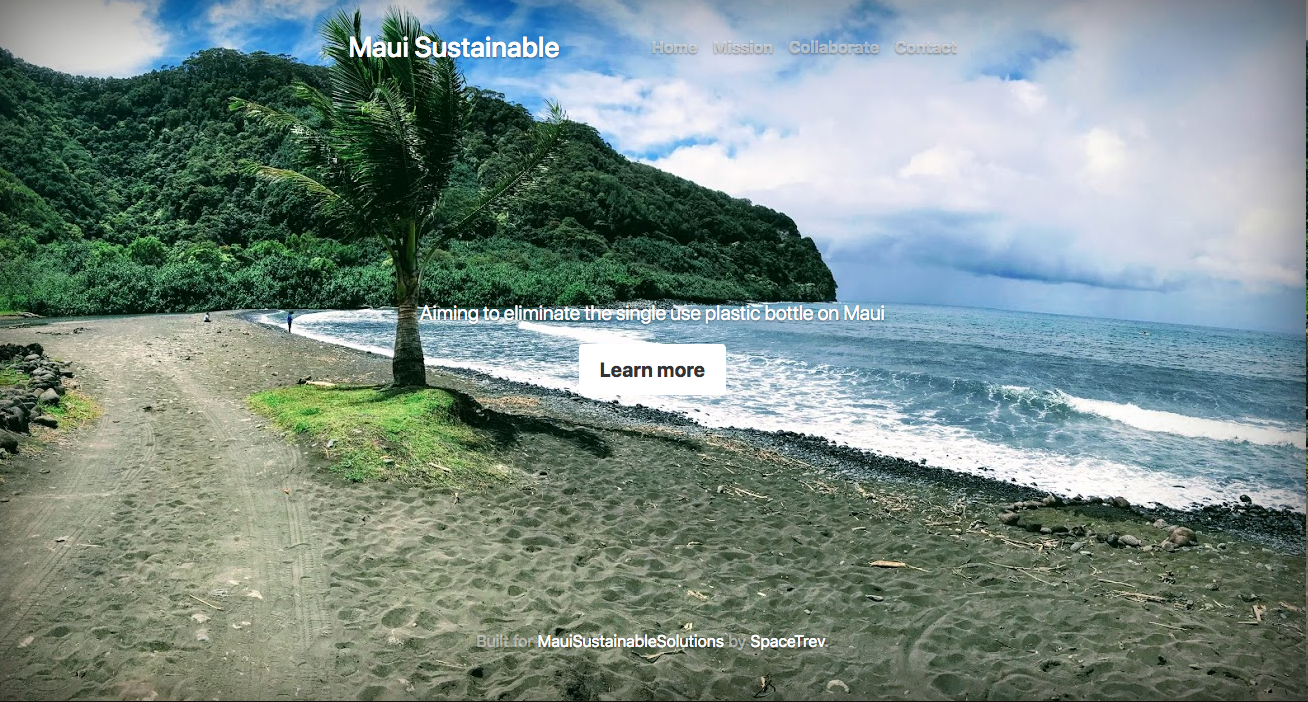 Maui Sustainable
Home Mission Collaborate Contact
Aiming to eliminate the single use plastic bottle on Maui
Learn more
Built for MauiSustainableSolutions by SpaceTrev.